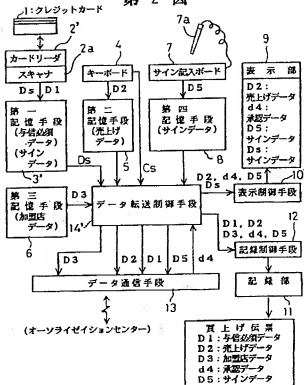 第 2 図
1:クレジットカード
2'
カードリーダ
スキャナ
2a
Ds D1
4
キーボード
D2
7a
7
サイン記入ボード
D5
9
表 示 部
D2:
売上げデータ
d4:
承認データ
D5:
サインデータ
Ds:
サインデータ
第 一
記憶手段
(与信必須
データ)
(サイン
データ)
3'
第 二
記憶手段
(売上げ
データ)
5
第 四
記憶手段
(サインデータ)
8
Ds
Cs
D2, d4, D5
Ds
10
表示制御手段
第 三
記憶手段
(加盟店
データ)
6
D3
データ転送制御手段
14'
D1, D2
D3, d4, D5
12
記録制御手段
D3
D2
D1
D5
d4
データ通信手段
13
記録部
11
(オーソライゼイションセンター)
買上げ伝票
D1:与信必須データ
D2:売上げデータ
D3:加盟店データ
d4:承認データ
D5:サインデータ